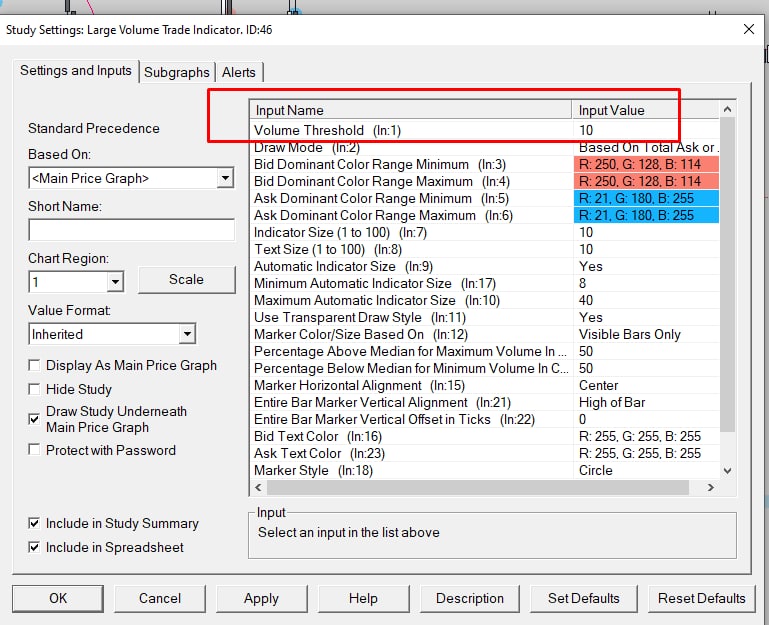 Study Settings: Large Volume Trade Indicator. ID:46
Settings and Inputs
Subgraphs
Alerts
Standard Precedence
Based On:
<Main Price Graph>
Short Name:
Chart Region:
1
Scale
Value Format:
Inherited
Display As Main Price Graph
Hide Study
Draw Study Underneath
Main Price Graph
Protect with Password
Include in Study Summary
Include in Spreadsheet
Input Name Input Value
Volume Threshold (In:1) 10
Draw Mode (In:2) Based On Total Ask or .
Bid Dominant Color Range Minimum (In:3) R: 250, G: 128, B: 114
Bid Dominant Color Range Maximum (In:4) R: 250, G: 128, B: 114
Ask Dominant Color Range Minimum (In:5) R: 21, G: 180, B: 255
Ask Dominant Color Range Maximum (In:6) R: 21, G: 180, B: 255
Indicator Size (1 to 100) (In:7) 10
Text Size (1 to 100) (In:8) 10
Automatic Indicator Size (In:9) Yes
Minimum Automatic Indicator Size (In:17) 8
Maximum Automatic Indicator Size (In:10) 40
Use Transparent Draw Style (In:11) Yes
Marker Color/Size Based On (In:12) Visible Bars Only
Percentage Above Median for Maximum Volume In ... 50
Percentage Below Median for Minimum Volume In C... 50
Marker Horizontal Alignment (In:15) Center
Entire Bar Marker Vertical Alignment (In:21) High of Bar
Entire Bar Marker Vertical Offset in Ticks (In:22) 0
Bid Text Color (In:16) R: 255, G: 255, B: 255
Ask Text Color (In:23) R: 255, G: 255, B: 255
Marker Style (In:18) Circle
Input
Select an input in the list above
OK
Cancel
Apply
Help
Description
Set Defaults
Reset Defaults